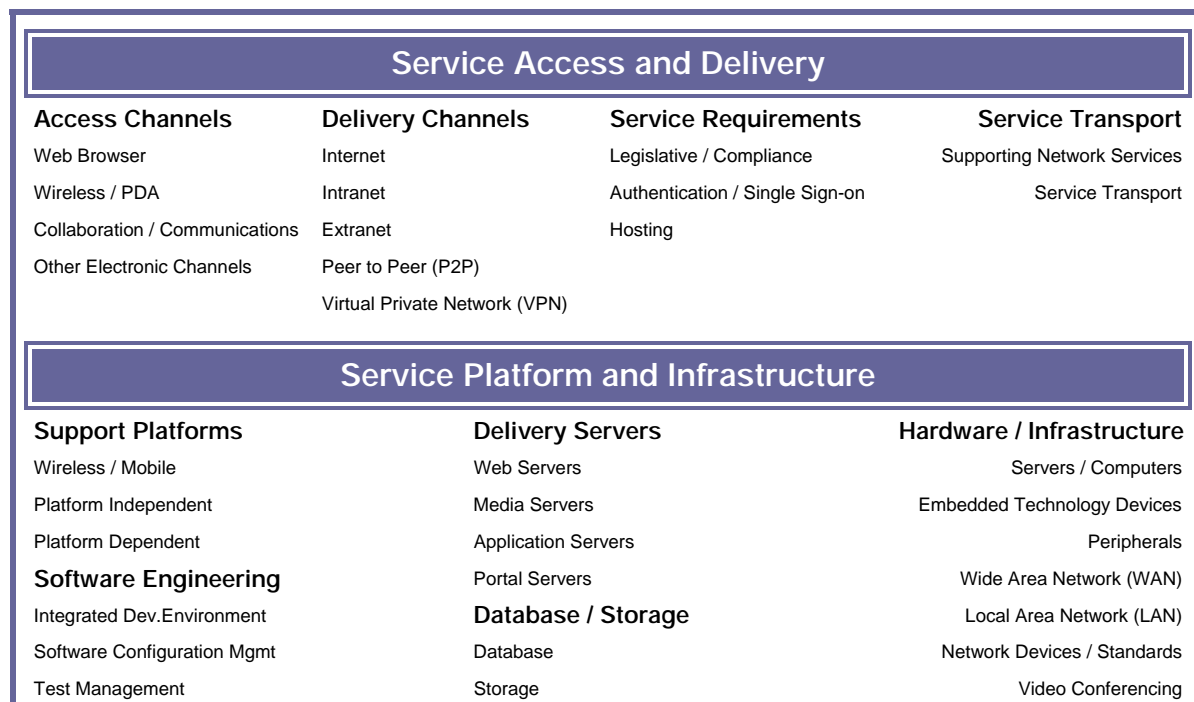 Service Access and Delivery
Access Channels
Web Browser
Wireless / PDA
Collaboration / Communications
Other Electronic Channels
Delivery Channels
Internet
Intranet
Extranet
Peer to Peer (P2P)
Virtual Private Network (VPN)
Service Requirements
Legislative / Compliance
Authentication / Single Sign-on
Hosting
Service Transport
Supporting Network Services
Service Transport
Service Platform and Infrastructure
Support Platforms
Wireless / Mobile
Platform Independent
Platform Dependent
Software Engineering
Integrated Dev.Environment
Software Configuration Mgmt
Test Management
Delivery Servers
Web Servers
Media Servers
Application Servers
Portal Servers
Database / Storage
Database
Storage
Hardware / Infrastructure
Servers / Computers
Embedded Technology Devices
Peripherals
Wide Area Network (WAN)
Local Area Network (LAN)
Network Devices / Standards
Video Conferencing